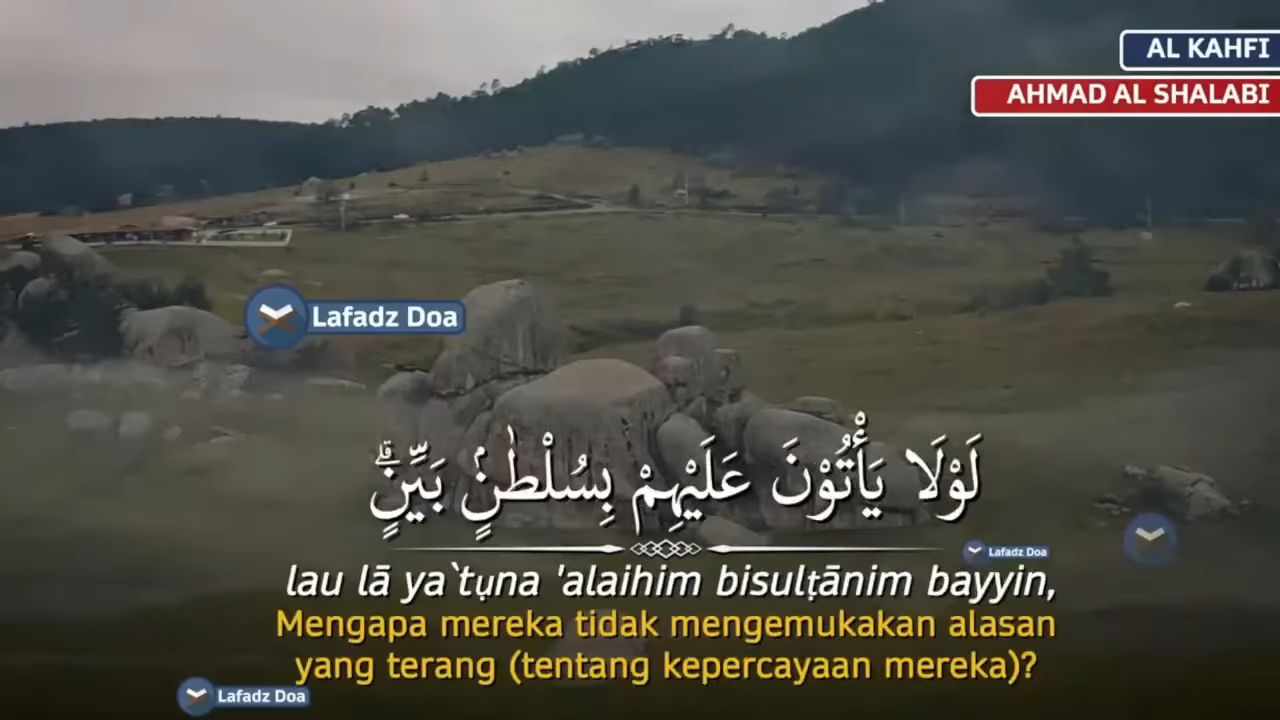 AL KAHFI
AHMAD AL SHALABI
Lafadz Doa
لَوْلَا يَأْتُوْنَ عَلَيْهِمْ بِسُلْطٰنٍۢ بَيِّنٍۗ
Lafadz Doa
lau lā ya`tụna 'alaihim bisulṭānim bayyin,
Mengapa mereka tidak mengemukakan alasan
yang terang (tentang kepercayaan mereka)?
Lafadz Doa